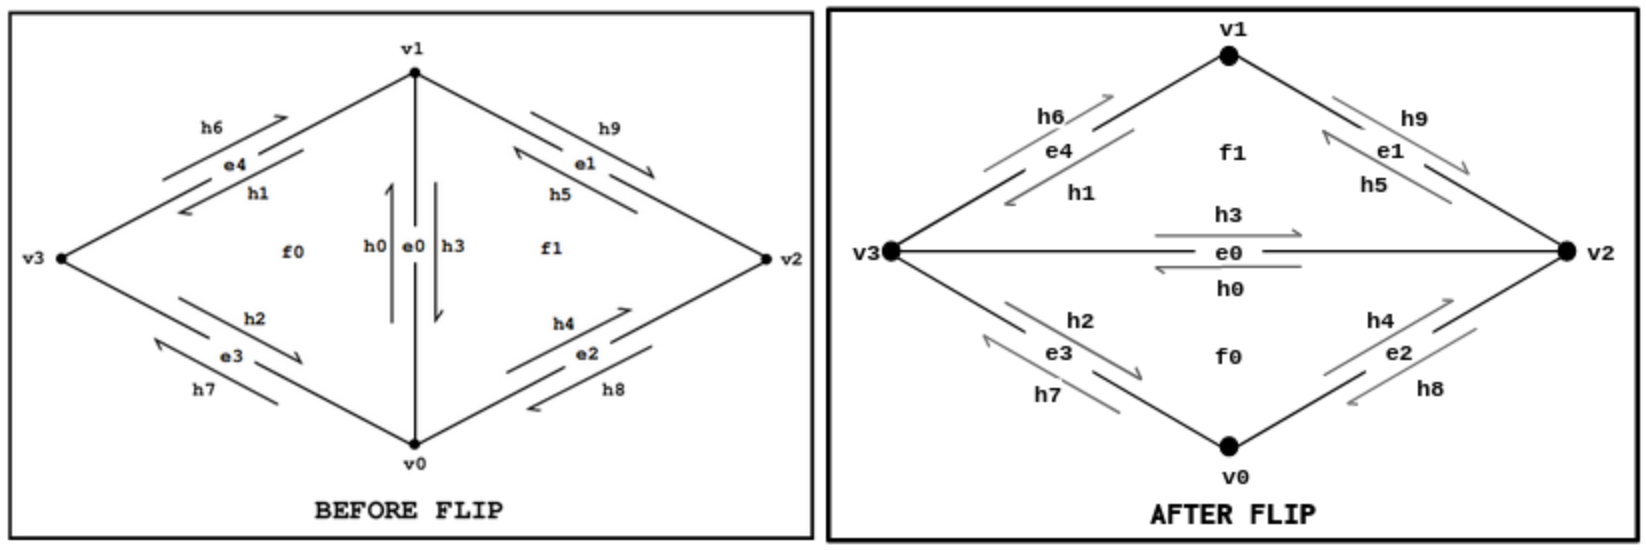 v1
h6
h9
e4
e1
h1
h5
v3
f0
h0
e0
h3
f1
v2
h2
h4
e3
e2
h7
h8
v0
BEFORE FLIP
v1
h6
h9
e4
f1
e1
h1
h5
h3
v3
e0
v2
h0
h2
h4
e3
f0
e2
h7
h8
v0
AFTER FLIP